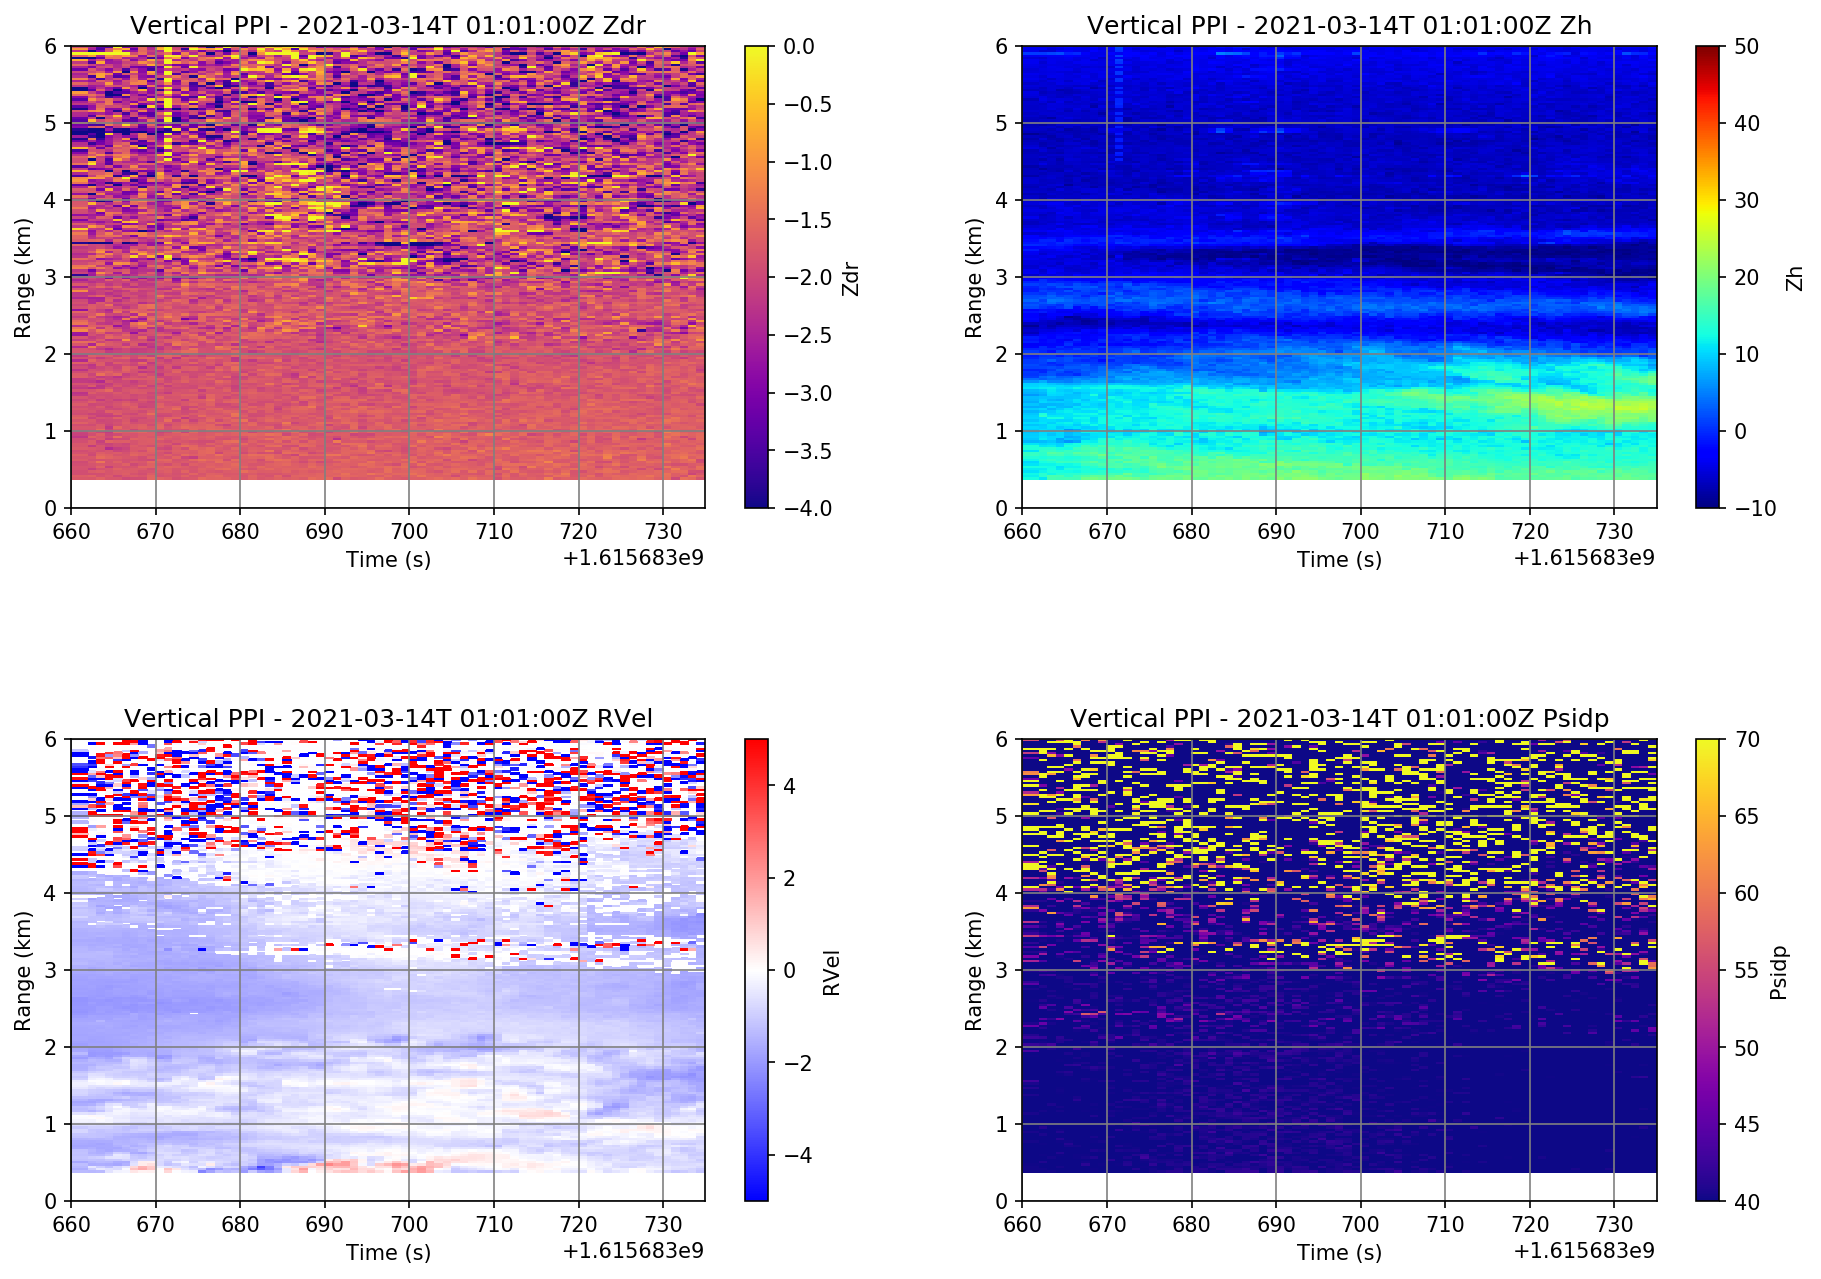 Vertical PPI - 2021-03-14T 01:01:00Z Zdr
6
5
4
3
2
1
0
Range (km)
660 670 680 690 700 710 720 730
Time (s)
+1.615683e9
0.0
−0.5
−1.0
−1.5
−2.0
−2.5
−3.0
−3.5
−4.0
Zdr
Vertical PPI - 2021-03-14T 01:01:00Z Zh
6
5
4
3
2
1
0
Range (km)
660 670 680 690 700 710 720 730
Time (s)
+1.615683e9
50
40
30
20
10
0
−10
Zh
Vertical PPI - 2021-03-14T 01:01:00Z RVel
6
5
4
3
2
1
0
Range (km)
660 670 680 690 700 710 720 730
Time (s)
+1.615683e9
4
2
0
−2
−4
RVel
Vertical PPI - 2021-03-14T 01:01:00Z Psidp
6
5
4
3
2
1
0
Range (km)
660 670 680 690 700 710 720 730
Time (s)
+1.615683e9
70
65
60
55
50
45
40
Psidp